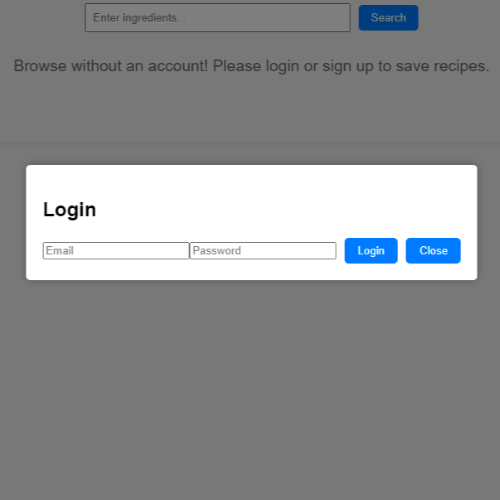 Enter ingredients... Search
Browse without an account! Please login or sign up to save recipes.
Login
Email Password Login Close